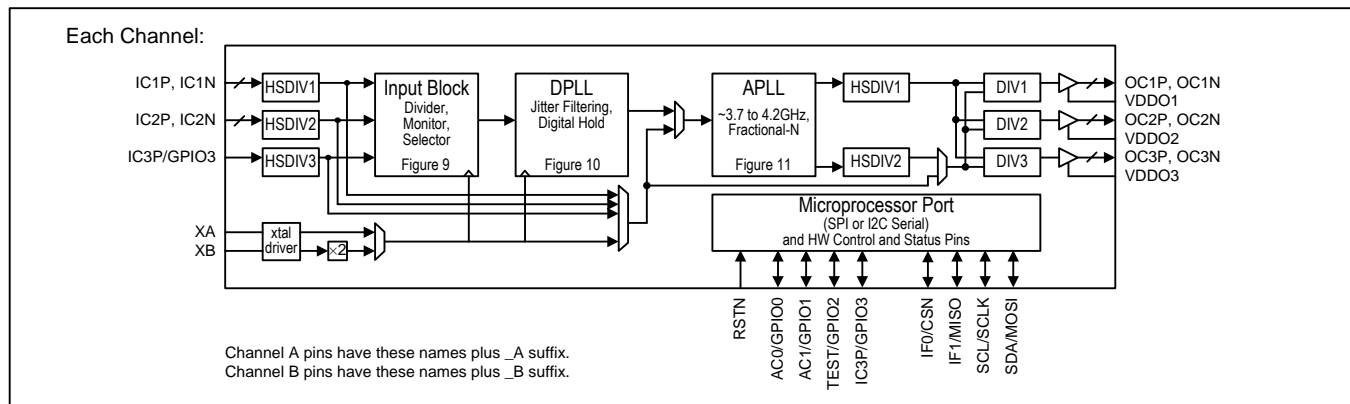 Each Channel:
IC1P, IC1N
IC2P, IC2N
IC3P/GPIO3
XA
XB
HSDIV1
HSDIV2
HSDIV3
xtal
driver
×2
Input Block
Divider,
Monitor,
Selector
Figure 9
DPLL
Jitter Filtering,
Digital Hold
Figure 10
APLL
~3.7 to 4.2GHz,
Fractional-N
Figure 11
HSDIV1
HSDIV2
DIV1
DIV2
DIV3
OC1P, OC1N
VDDO1
OC2P, OC2N
VDDO2
OC3P, OC3N
VDDO3
Microprocessor Port
(SPI or I2C Serial)
and HW Control and Status Pins
RSTN
AC0/GPIO0
AC1/GPIO1
TEST/GPIO2
IC3P/GPIO3
IF0/CSN
IF1/MISO
SCL/SCLK
SDA/MOSI
Channel A pins have these names plus _A suffix.
Channel B pins have these names plus _B suffix.